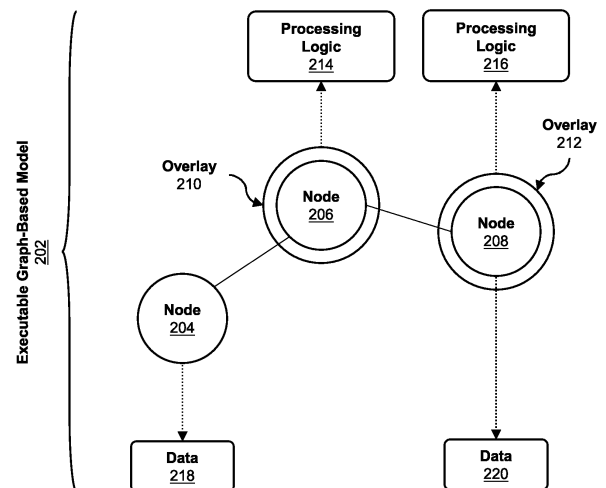 Processing
Logic
214
Processing
Logic
216
Overlay
212
Overlay
210
Node
206
Node
208
Executable Graph-Based Model
202
Node
204
Data
218
Data
220